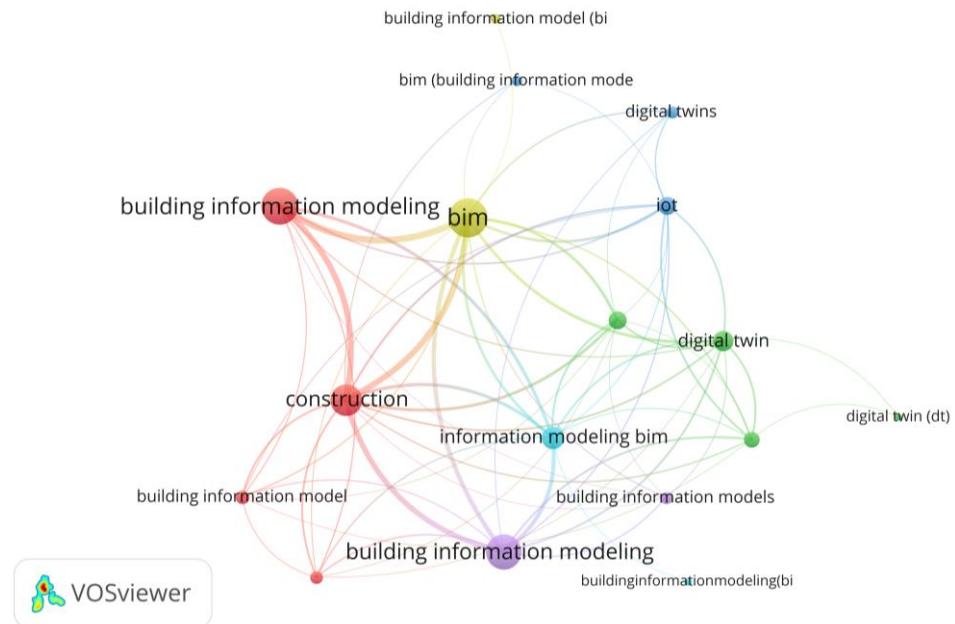 building information model (bi
bim (building information mode
digital twins
building information modeling
bim
iot
digital twin
construction
digital twin (dt)
information modeling bim
building information model
building information models
building information modeling
buildinginformationmodeling(bi
VOSviewer